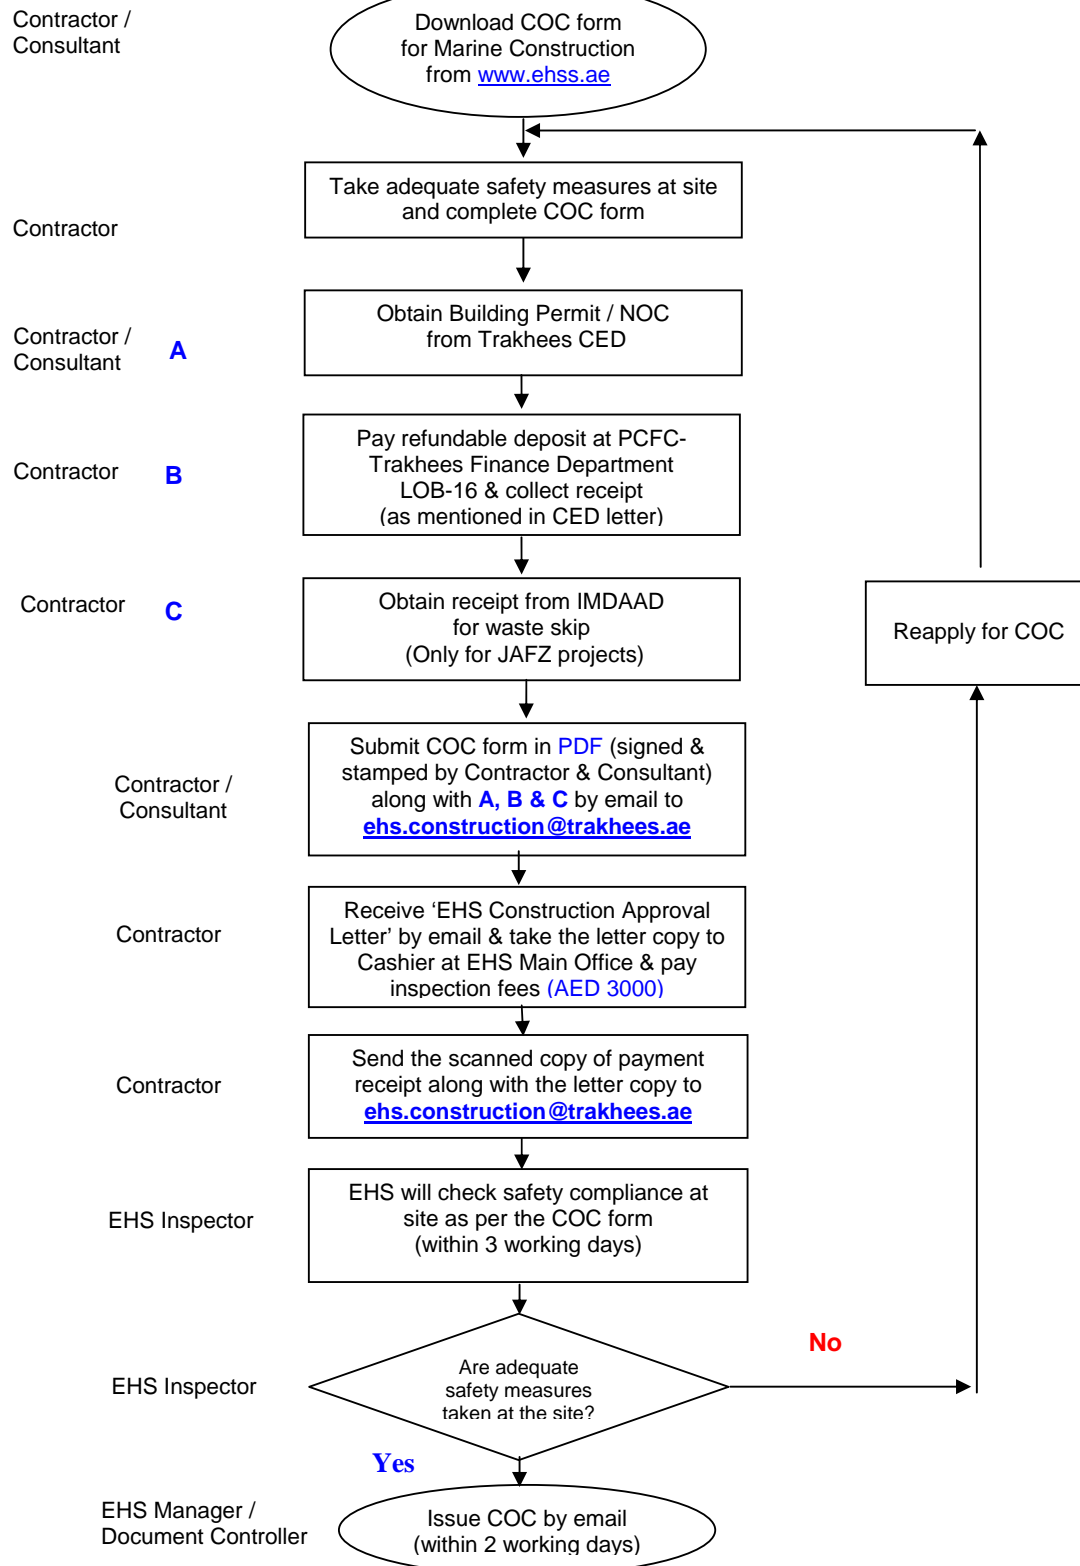 Contractor /
Consultant
Download COC form
for Marine Construction
from www.ehss.ae
Take adequate safety measures at site
and complete COC form
Contractor
Obtain Building Permit / NOC
from Trakhees CED
Contractor /
Consultant
A
Pay refundable deposit at PCFC-
Trakhees Finance Department
LOB-16 & collect receipt
(as mentioned in CED letter)
Contractor
B
Obtain receipt from IMDAAD
for waste skip
(Only for JAFZ projects)
Contractor
C
Reapply for COC
Submit COC form in PDF (signed &
stamped by Contractor & Consultant)
along with A, B & C by email to
ehs.construction@trakhees.ae
Contractor /
Consultant
Receive ‘EHS Construction Approval
Letter’ by email & take the letter copy to
Cashier at EHS Main Office & pay
inspection fees (AED 3000)
Contractor
Send the scanned copy of payment
receipt along with the letter copy to
ehs.construction@trakhees.ae
Contractor
EHS will check safety compliance at
site as per the COC form
(within 3 working days)
EHS Inspector
No
Are adequate
safety measures
taken at the site?
EHS Inspector
Yes
EHS Manager /
Document Controller
Issue COC by email
(within 2 working days)